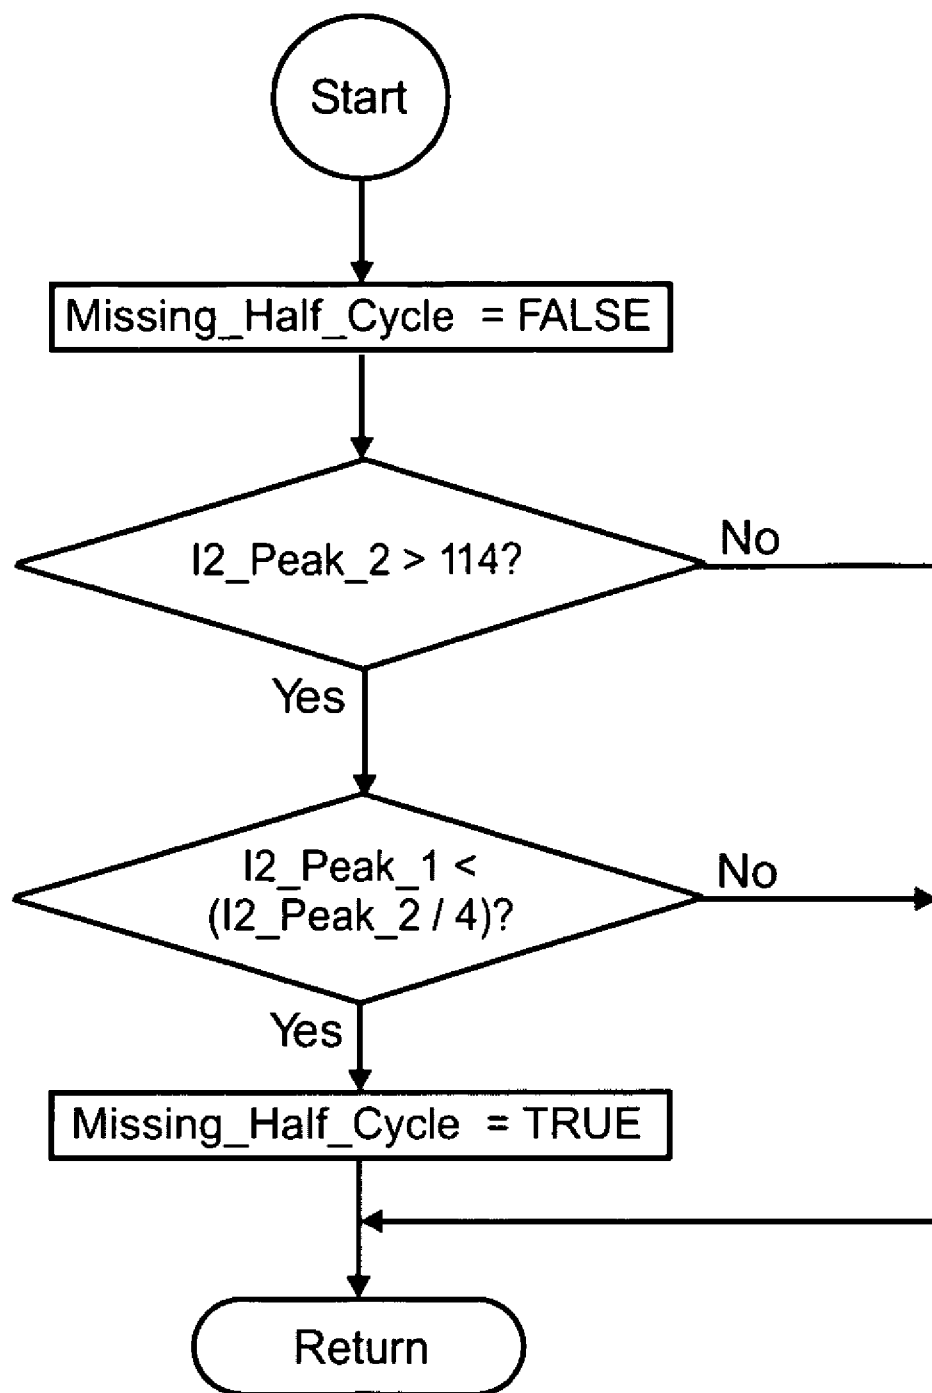 Start
Missing_Half_Cycle = FALSE
I2_Peak_2 > 114?
No
Yes
I2_Peak_1 <
(I2_Peak_2 / 4)?
No
Yes
Missing_Half_Cycle = TRUE
Return